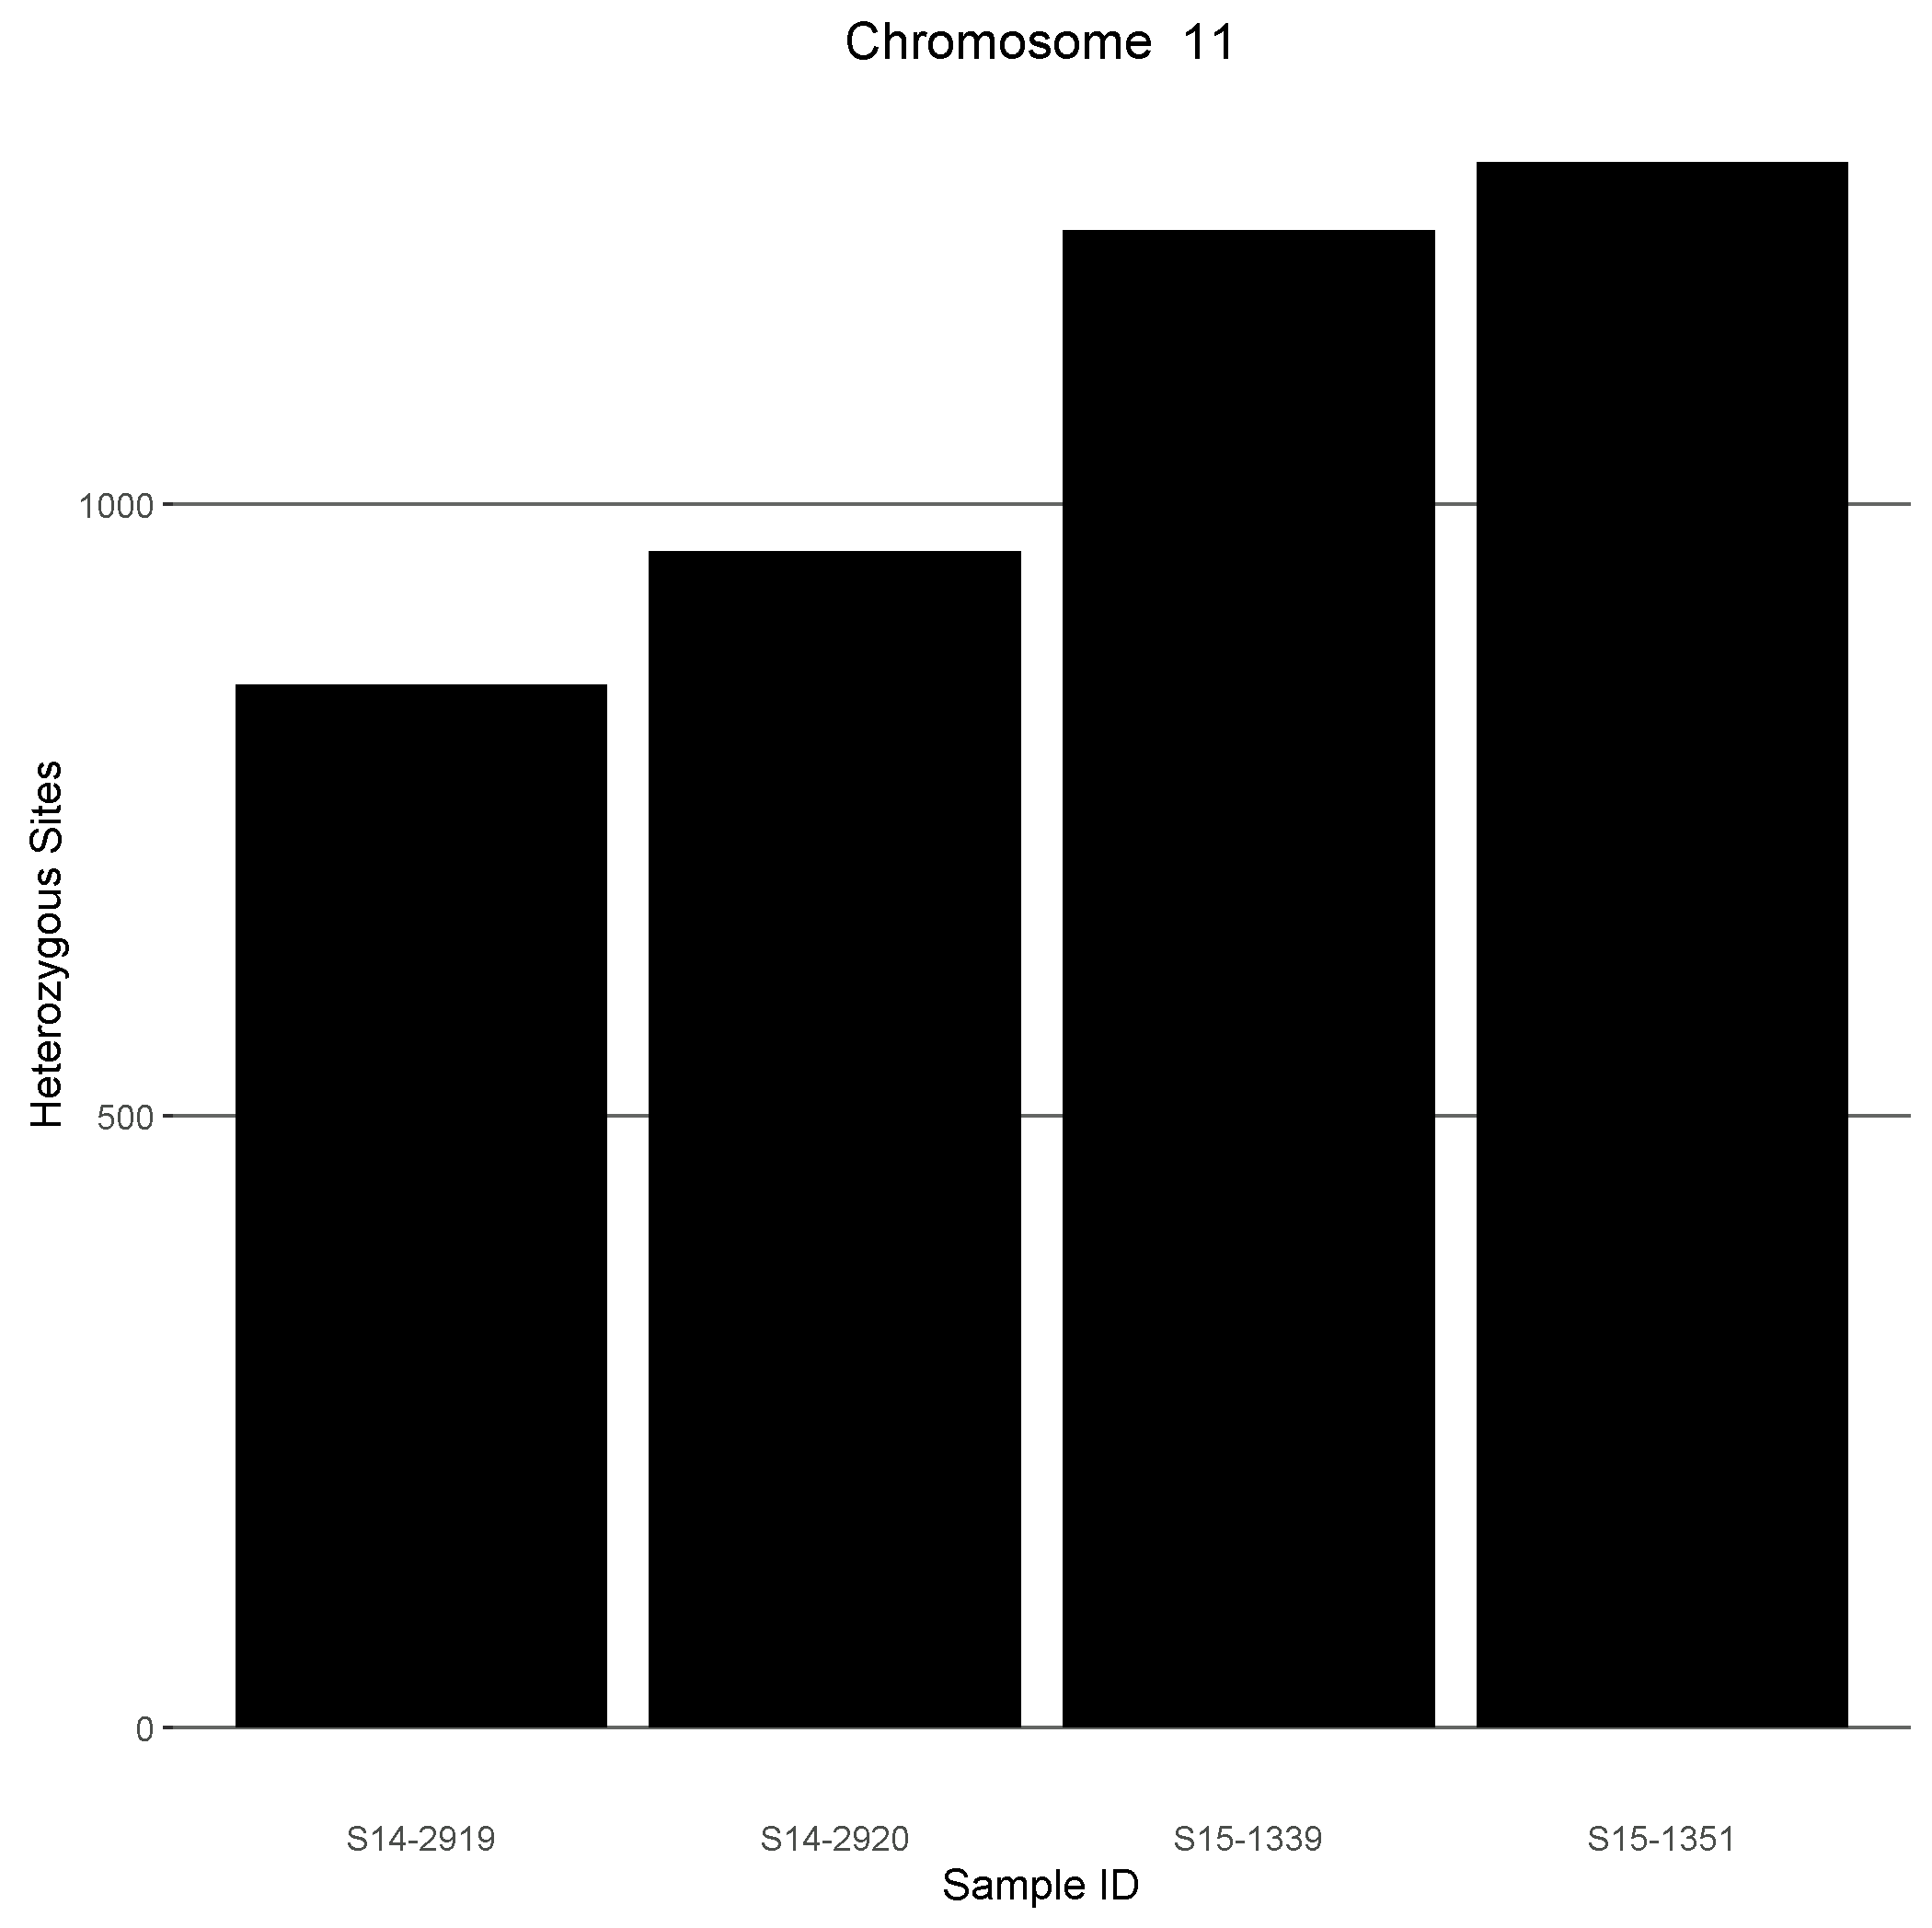 Chromosome  11
Heterozygous Sites
1000
500
0
S14-2919 S14-2920 S15-1339 S15-1351
Sample ID